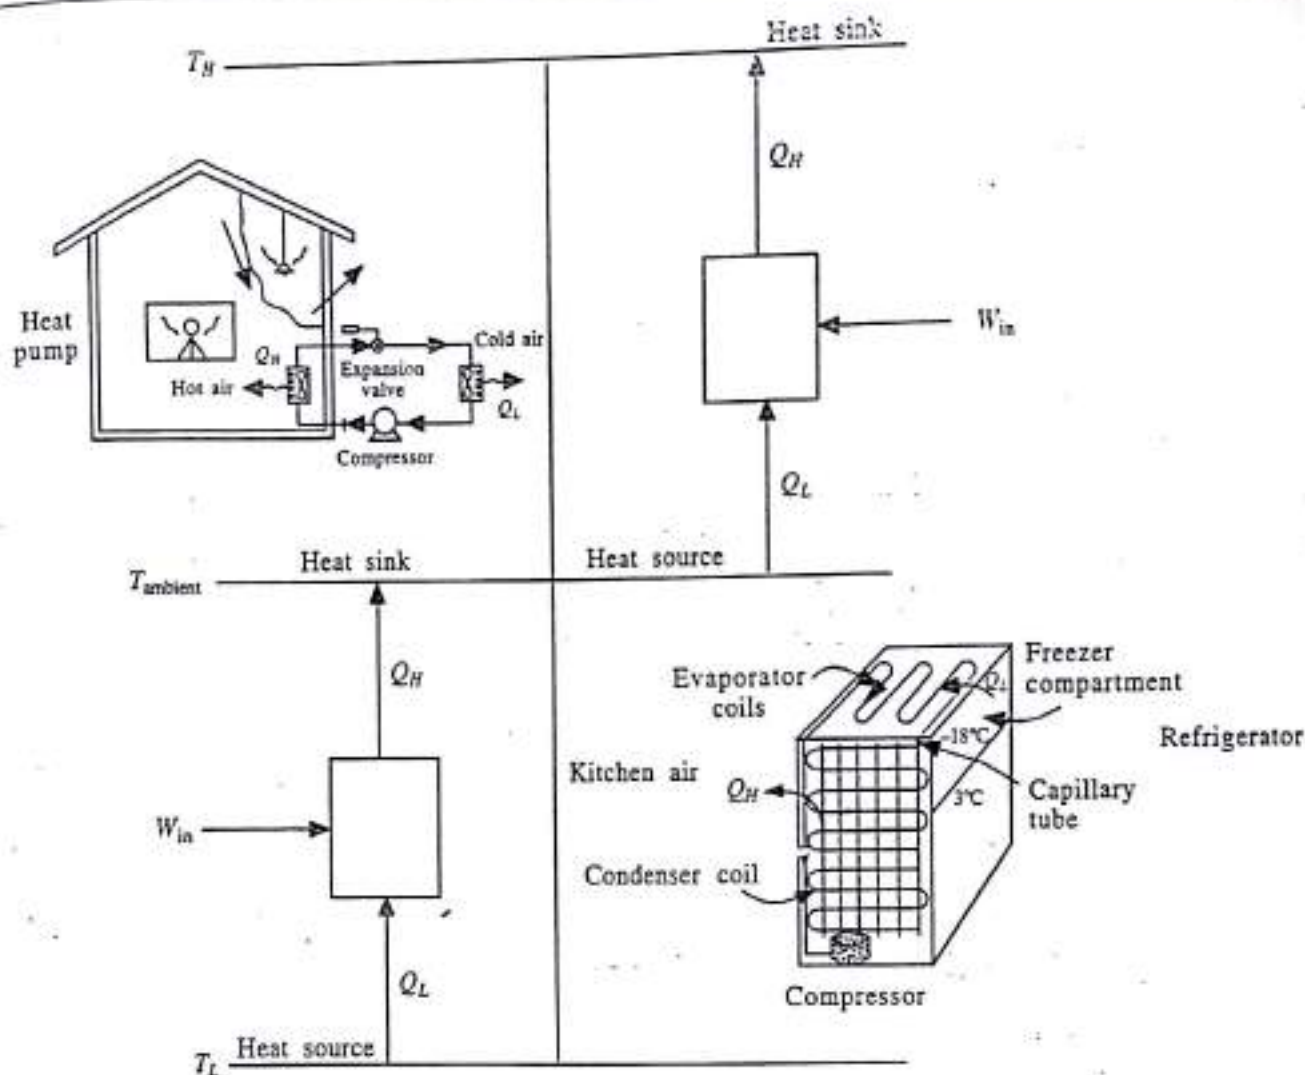 Heat sink
T_H
Q_H
Heat
pump
W_in
Cold air
Q_H
Hot air
Expansion
valve
Q_L
Compressor
Q_L
Heat sink
Heat source
T_ambient
Q_H
Evaporator
coils
Q_L
Freezer
compartment
Refrigerator
-18°C
Kitchen air
Q_H
3°C
Capillary
tube
W_in
Condenser coil
Q_L
Compressor
Heat source
T_L